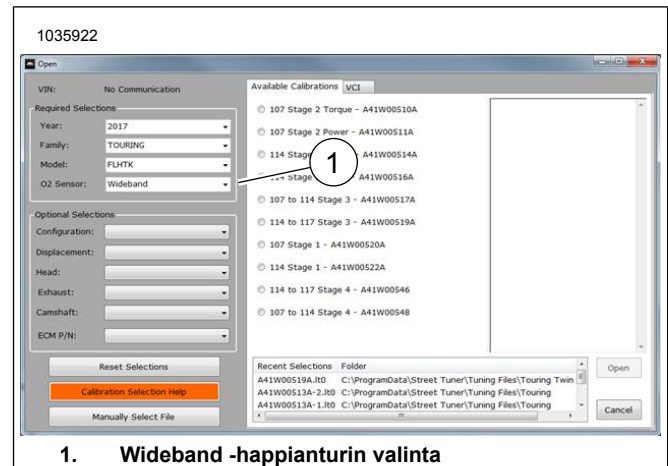 1035922
Open
VIN: No Communication
Required Selections
Year: 2017
Family: TOURING
Model: FLHTK
O2 Sensor: Wideband
Optional Selections
Configuration:
Displacement:
Head:
Exhaust:
Camshaft:
ECM P/N:
Reset Selections
Calibration Selection Help
Manually Select File
Available Calibrations VCI
107 Stage 2 Torque - A41W00510A
107 Stage 2 Power - A41W00511A
114 Stage - A41W00514A
114 Stage A41W00516A
107 to 114 Stage 3 - A41W00517A
114 to 117 Stage 3 - A41W00519A
107 Stage 1 - A41W00520A
114 Stage 1 - A41W00522A
114 to 117 Stage 4 - A41W00546
107 to 114 Stage 4 - A41W00548
1
Recent Selections Folder
A41W00519A.lt0 C:\ProgramData\Street Tuner\Tuning Files\Touring Twin
A41W00513A-2.lt0 C:\ProgramData\Street Tuner\Tuning Files\Touring
A41W00513A-1.lt0 C:\ProgramData\Street Tuner\Tuning Files\Touring
Open
Cancel
1. Wideband -happianturin valinta